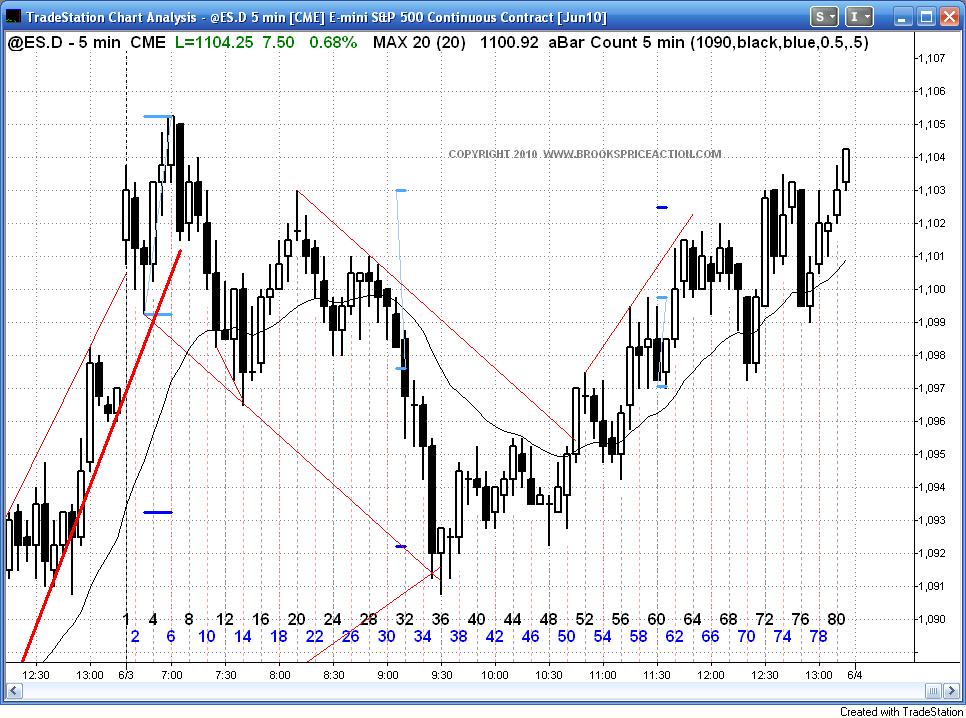 TradeStation Chart Analysis - @ES.D 5 min [CME] E-mini S&P 500 Continuous Contract [Jun10]
S I
@ES.D - 5 min CME L=1104.25 7.50 0.68% MAX 20 (20) 1100.92 aBar Count 5 min (1090,black,blue,0.5,.5)
1,107
1,106
1,105
COPYRIGHT 2010 WWW.BROOKSPRICEACTION.COM
1,104
1,103
1,102
1,101
1,100
1,099
1,098
1,097
1,096
1,095
1,094
1,093
1,092
1,091
1,090
1 4 8 12 16 20 24 28 32 36 40 44 48 52 56 60 64 68 72 76 80
2 6 10 14 18 22 26 30 34 38 42 46 50 54 58 62 66 70 74 78
12:30 13:00 6/3 7:00 7:30 8:00 8:30 9:00 9:30 10:00 10:30 11:00 11:30 12:00 12:30 13:00 6/4
Created with TradeStation